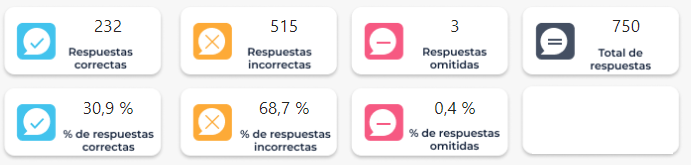 232
Respuestas
correctas
515
Respuestas
incorrectas
3
Respuestas
omitidas
750
Total de
respuestas
30,9 %
% de respuestas
correctas
68,7 %
% de respuestas
incorrectas
0,4 %
% de respuestas
omitidas